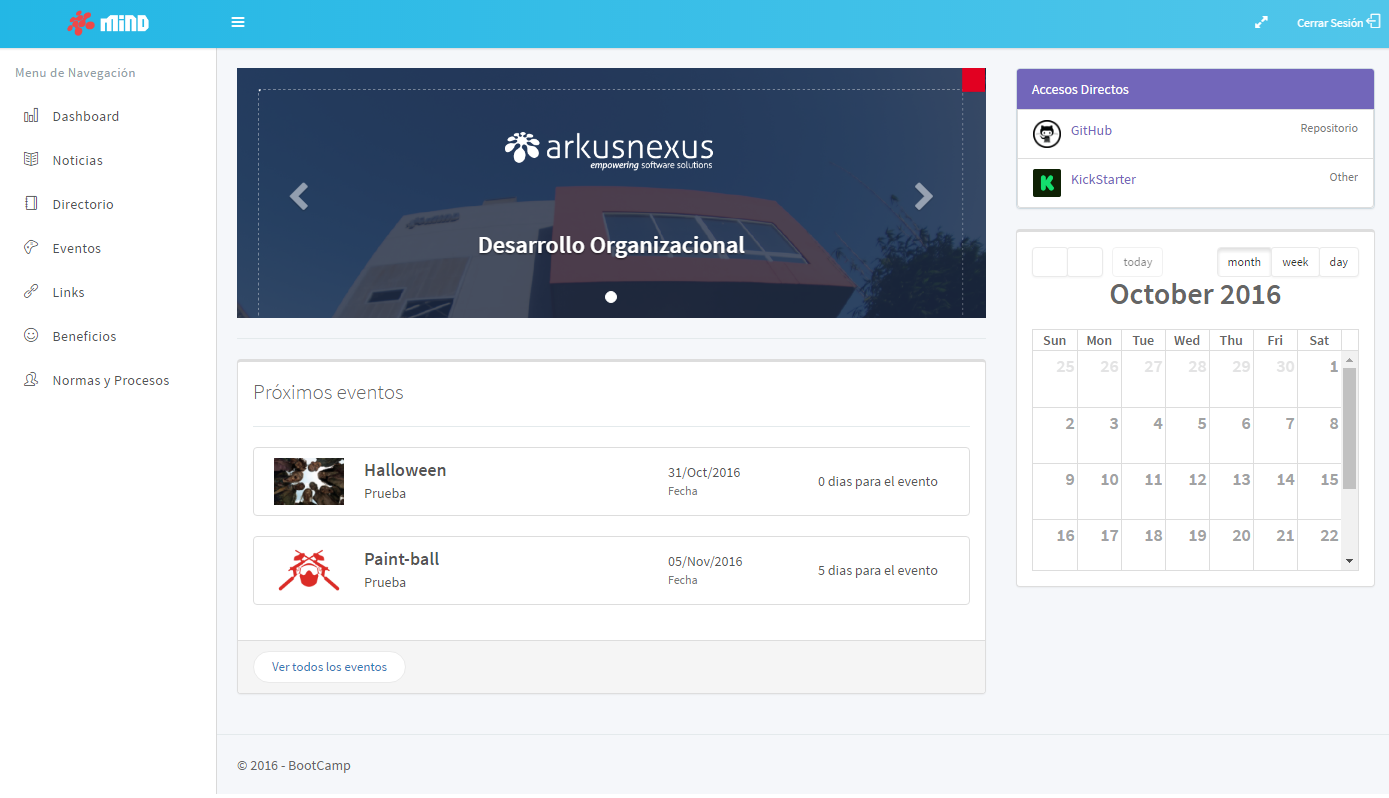 MIND
Cerrar Sesión
Menu de Navegación
Dashboard
Noticias
Directorio
Eventos
Links
Beneficios
Normas y Procesos
arkusnexus
empowering software solutions
Desarrollo Organizacional
Próximos eventos
Halloween
Prueba
31/Oct/2016
Fecha
0 dias para el evento
Paint-ball
Prueba
05/Nov/2016
Fecha
5 dias para el evento
Ver todos los eventos
Accesos Directos
GitHub
Repositorio
K
KickStarter
Other
today
month week day
October 2016
Sun Mon Tue Wed Thu Fri Sat
25 26 27 28 29 30 1
2 3 4 5 6 7 8
9 10 11 12 13 14 15
16 17 18 19 20 21 22
© 2016 - BootCamp